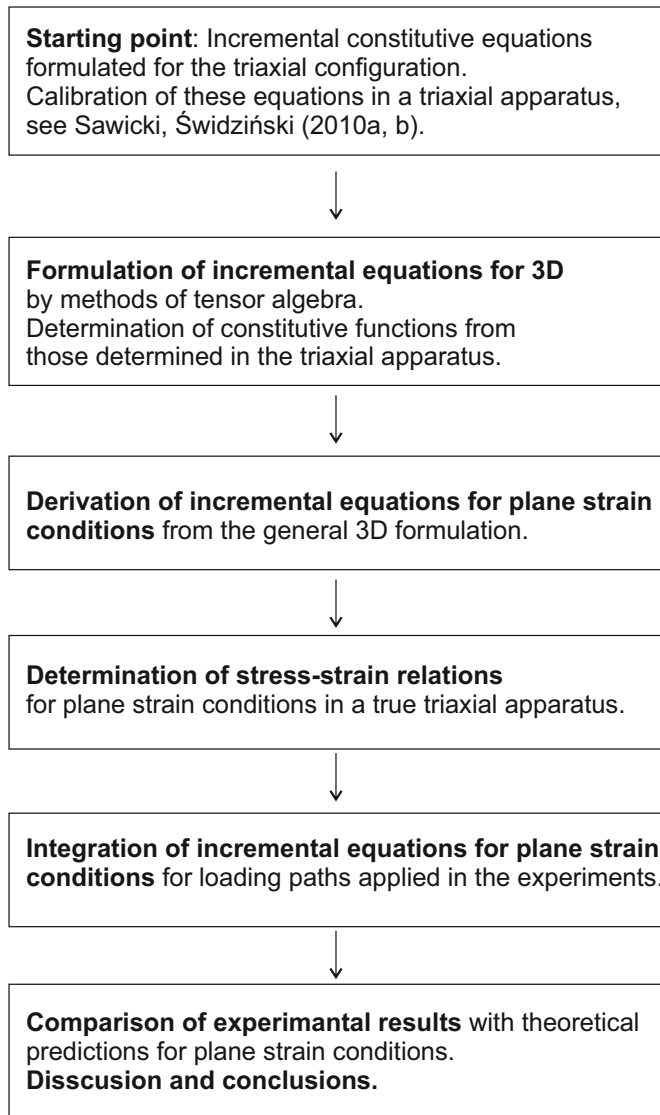 Starting point: Incremental constitutive equations
formulated for the triaxial configuration.
Calibration of these equations in a triaxial apparatus,
see Sawicki, Świdziński (2010a, b).
Formulation of incremental equations for 3D
by methods of tensor algebra.
Determination of constitutive functions from
those determined in the triaxial apparatus.
Derivation of incremental equations for plane strain
conditions from the general 3D formulation.
Determination of stress-strain relations
for plane strain conditions in a true triaxial apparatus.
Integration of incremental equations for plane strain
conditions for loading paths applied in the experiments.
Comparison of experimantal results with theoretical
predictions for plane strain conditions.
Disscusion and conclusions.